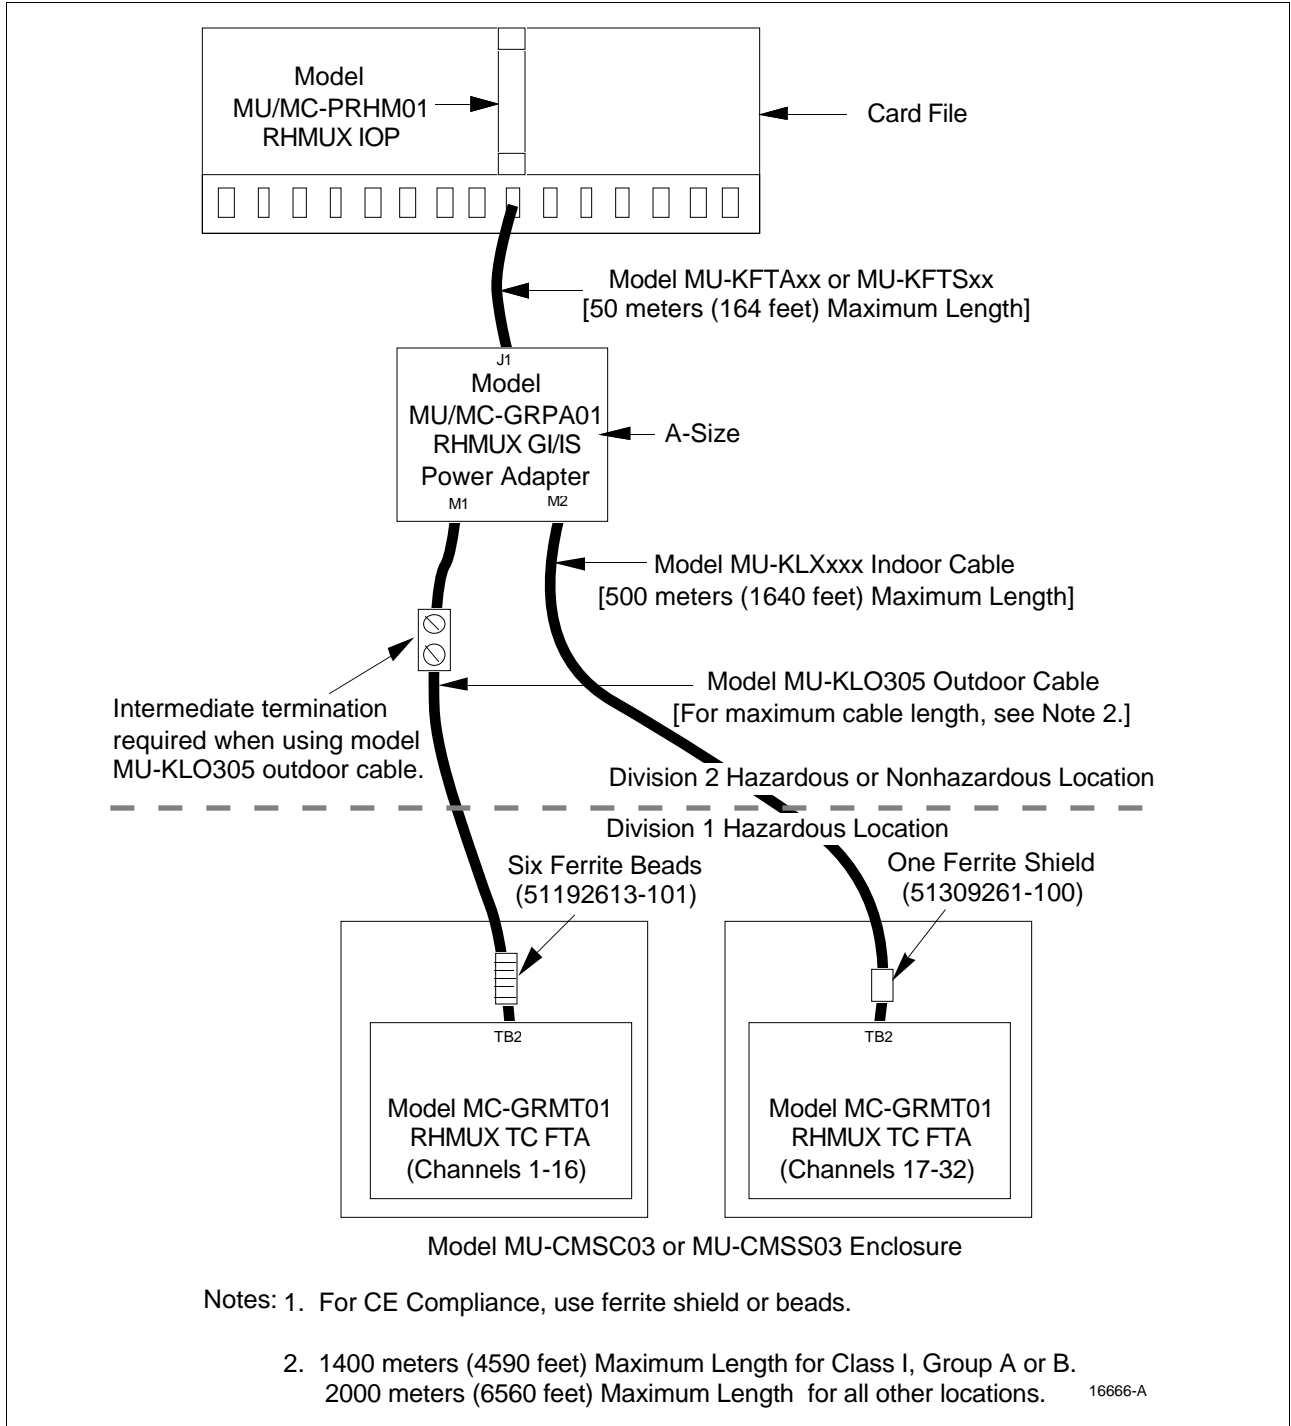 Model
MU/MC-PRHM01
RHMUX IOP
Card File
Model MU-KFTAxx or MU-KFTSxx
[50 meters (164 feet) Maximum Length]
J1
Model
MU/MC-GRPA01
RHMUX GI/IS
Power Adapter
A-Size
M1
M2
Model MU-KLXxxx Indoor Cable
[500 meters (1640 feet) Maximum Length]
Model MU-KLO305 Outdoor Cable
[For maximum cable length, see Note 2.]
Intermediate termination
required when using model
MU-KLO305 outdoor cable.
Division 2 Hazardous or Nonhazardous Location
Division 1 Hazardous Location
Six Ferrite Beads
(51192613-101)
One Ferrite Shield
(51309261-100)
TB2
Model MC-GRMT01
RHMUX TC FTA
(Channels 1-16)
TB2
Model MC-GRMT01
RHMUX TC FTA
(Channels 17-32)
Model MU-CMSC03 or MU-CMSS03 Enclosure
Notes: 1. For CE Compliance, use ferrite shield or beads.
2. 1400 meters (4590 feet) Maximum Length for Class I, Group A or B.
2000 meters (6560 feet) Maximum Length for all other locations.
16666-A